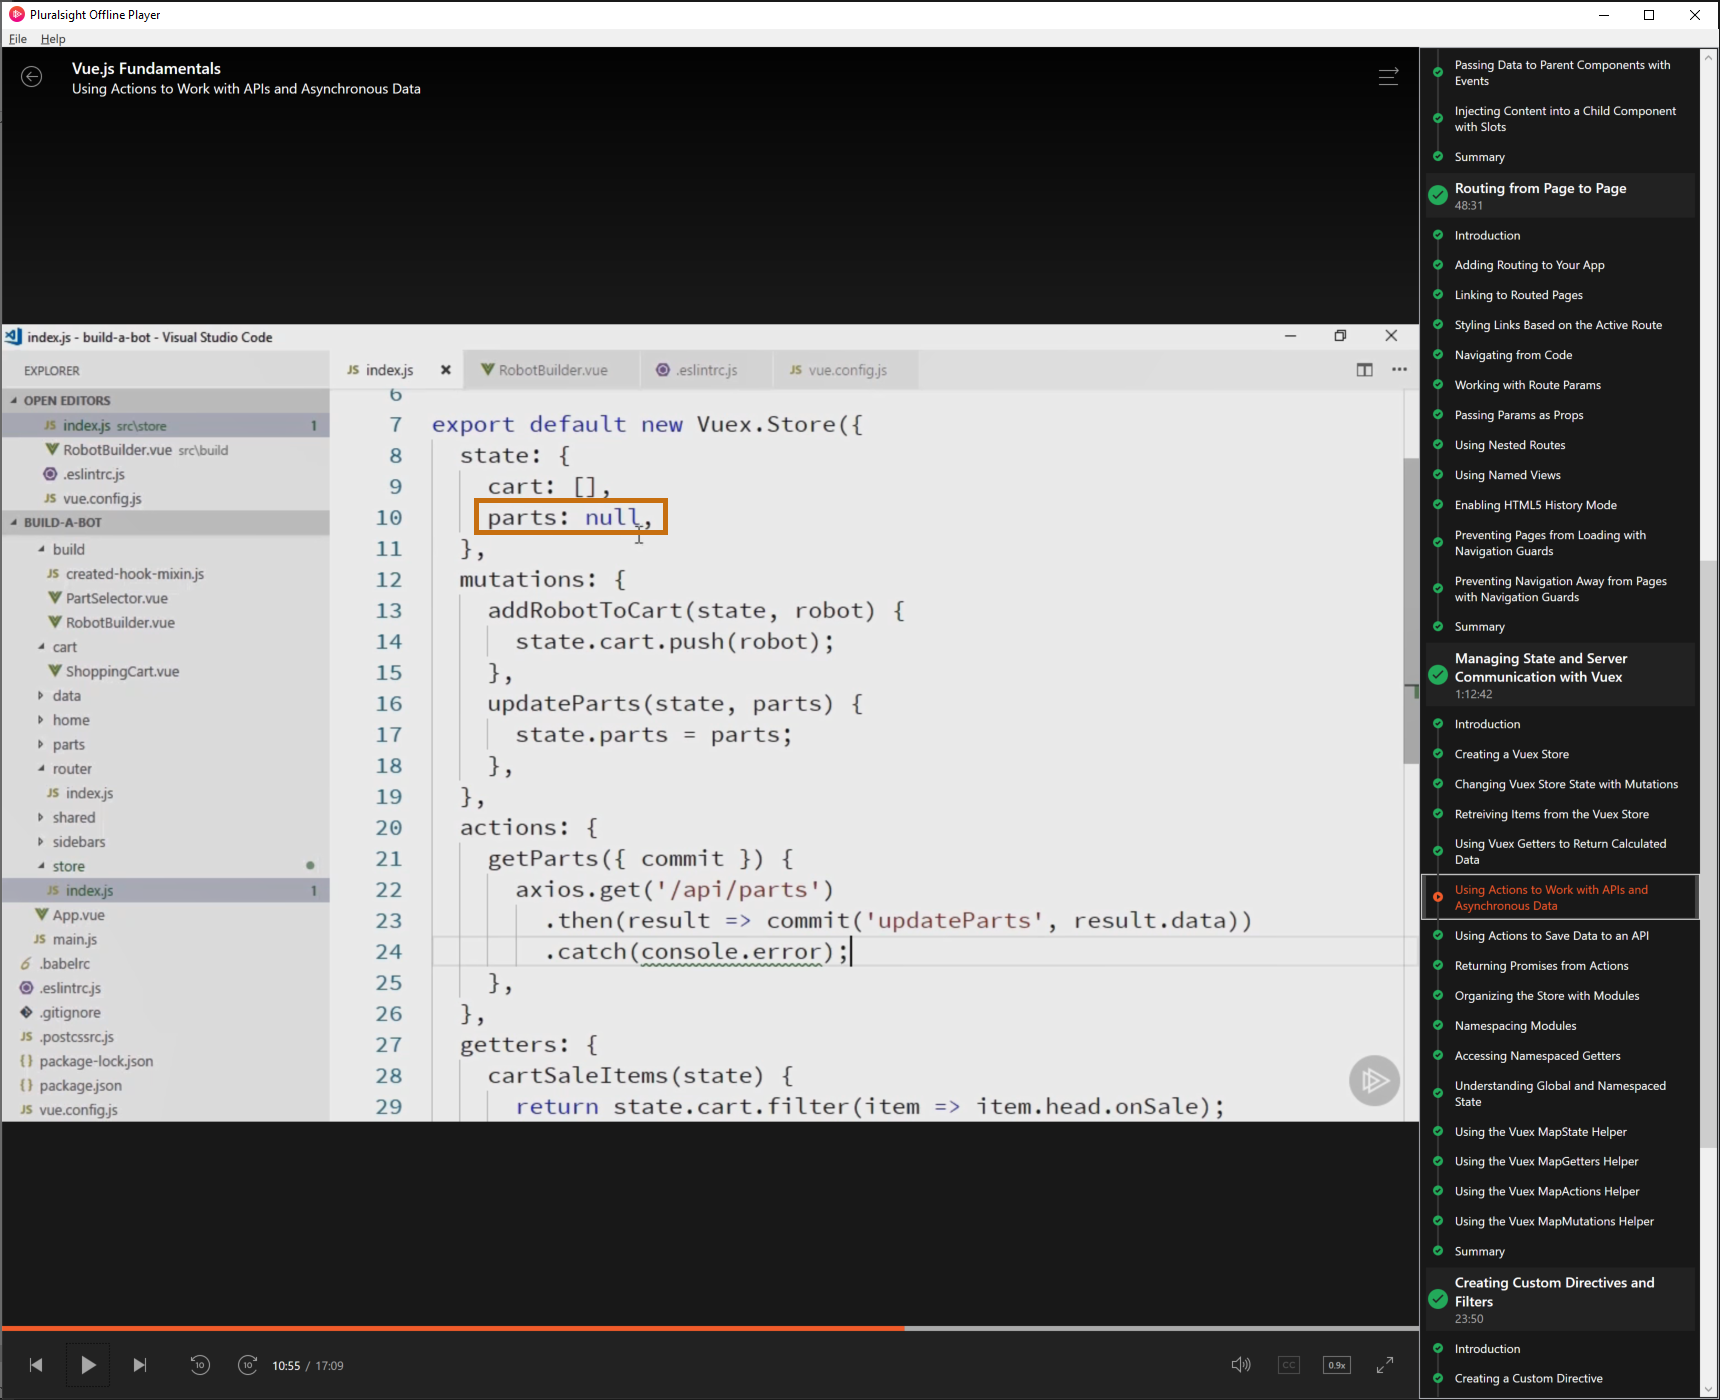 Pluralsight Offline Player
File Help
Vue.js Fundamentals
Using Actions to Work with APIs and Asynchronous Data
index.js - build-a-bot - Visual Studio Code
EXPLORER
OPEN EDITORS
JS index.js src\store 1
RobotBuilder.vue src\build
.eslintrc.js
JS vue.config.js
BUILD-A-BOT
build
JS created-hook-mixin.js
PartSelector.vue
RobotBuilder.vue
cart
ShoppingCart.vue
data
home
parts
router
JS index.js
shared
sidebars
store
JS index.js 1
App.vue
JS main.js
.babelrc
.eslintrc.js
.gitignore
JS .postcssrc.js
{} package-lock.json
{} package.json
JS vue.config.js
JS index.js
RobotBuilder.vue
.eslintrc.js
JS vue.config.js
6
7 export default new Vuex.Store({
8 state: {
9 cart: [],
10 parts: null,
11 },
12 mutations: {
13 addRobotToCart(state, robot) {
14 state.cart.push(robot);
15 },
16 updateParts(state, parts) {
17 state.parts = parts;
18 },
19 },
20 actions: {
21 getParts({ commit }) {
22 axios.get('/api/parts')
23 .then(result => commit('updateParts', result.data))
24 .catch(console.error);
25 },
26 },
27 getters: {
28 cartSaleItems(state) {
29 return state.cart.filter(item => item.head.onSale);
10 10 10:55 / 17:09
CC 0.9x
Passing Data to Parent Components with
Events
Injecting Content into a Child Component
with Slots
Summary
Routing from Page to Page
48:31
Introduction
Adding Routing to Your App
Linking to Routed Pages
Styling Links Based on the Active Route
Navigating from Code
Working with Route Params
Passing Params as Props
Using Nested Routes
Using Named Views
Enabling HTML5 History Mode
Preventing Pages from Loading with
Navigation Guards
Preventing Navigation Away from Pages
with Navigation Guards
Summary
Managing State and Server
Communication with Vuex
1:12:42
Introduction
Creating a Vuex Store
Changing Vuex Store State with Mutations
Retreiving Items from the Vuex Store
Using Vuex Getters to Return Calculated
Data
Using Actions to Work with APIs and
Asynchronous Data
Using Actions to Save Data to an API
Returning Promises from Actions
Organizing the Store with Modules
Namespacing Modules
Accessing Namespaced Getters
Understanding Global and Namespaced
State
Using the Vuex MapState Helper
Using the Vuex MapGetters Helper
Using the Vuex MapActions Helper
Using the Vuex MapMutations Helper
Summary
Creating Custom Directives and
Filters
23:50
Introduction
Creating a Custom Directive